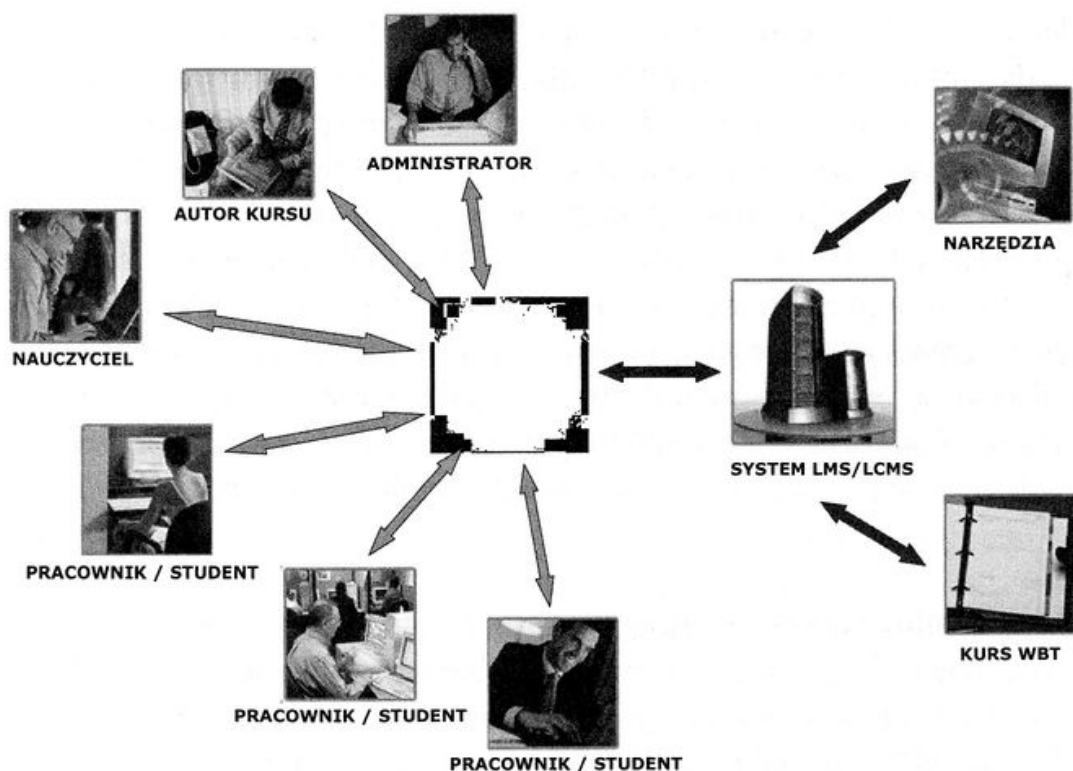 ADMINISTRATOR
AUTOR KURSU
NARZĘDZIA
NAUCZYCIEL
SYSTEM LMS/LCMS
PRACOWNIK / STUDENT
KURS WBT
PRACOWNIK / STUDENT
PRACOWNIK / STUDENT